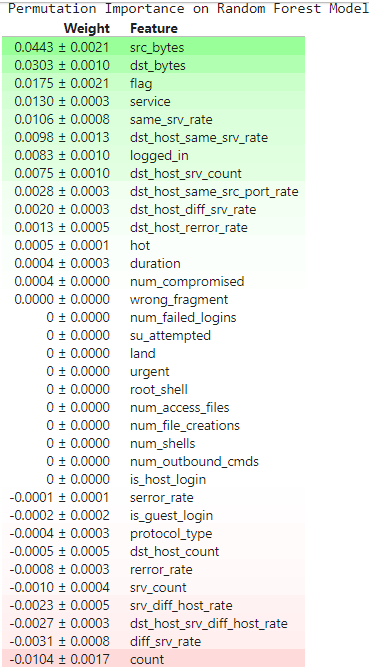 Permutation Importance on Random Forest Model
Weight Feature
0.0443 ± 0.0021 src_bytes
0.0303 ± 0.0010 dst_bytes
0.0175 ± 0.0021 flag
0.0130 ± 0.0003 service
0.0106 ± 0.0008 same_srv_rate
0.0098 ± 0.0013 dst_host_same_srv_rate
0.0083 ± 0.0010 logged_in
0.0075 ± 0.0010 dst_host_srv_count
0.0028 ± 0.0003 dst_host_same_src_port_rate
0.0020 ± 0.0003 dst_host_diff_srv_rate
0.0013 ± 0.0005 dst_host_rerror_rate
0.0005 ± 0.0001 hot
0.0004 ± 0.0003 duration
0.0004 ± 0.0000 num_compromised
0.0000 ± 0.0000 wrong_fragment
0 ± 0.0000 num_failed_logins
0 ± 0.0000 su_attempted
0 ± 0.0000 land
0 ± 0.0000 urgent
0 ± 0.0000 root_shell
0 ± 0.0000 num_access_files
0 ± 0.0000 num_file_creations
0 ± 0.0000 num_shells
0 ± 0.0000 num_outbound_cmds
0 ± 0.0000 is_host_login
-0.0001 ± 0.0001 serror_rate
-0.0002 ± 0.0002 is_guest_login
-0.0004 ± 0.0003 protocol_type
-0.0005 ± 0.0005 dst_host_count
-0.0008 ± 0.0003 rerror_rate
-0.0010 ± 0.0004 srv_count
-0.0023 ± 0.0005 srv_diff_host_rate
-0.0027 ± 0.0003 dst_host_srv_diff_host_rate
-0.0031 ± 0.0008 diff_srv_rate
-0.0104 ± 0.0017 count